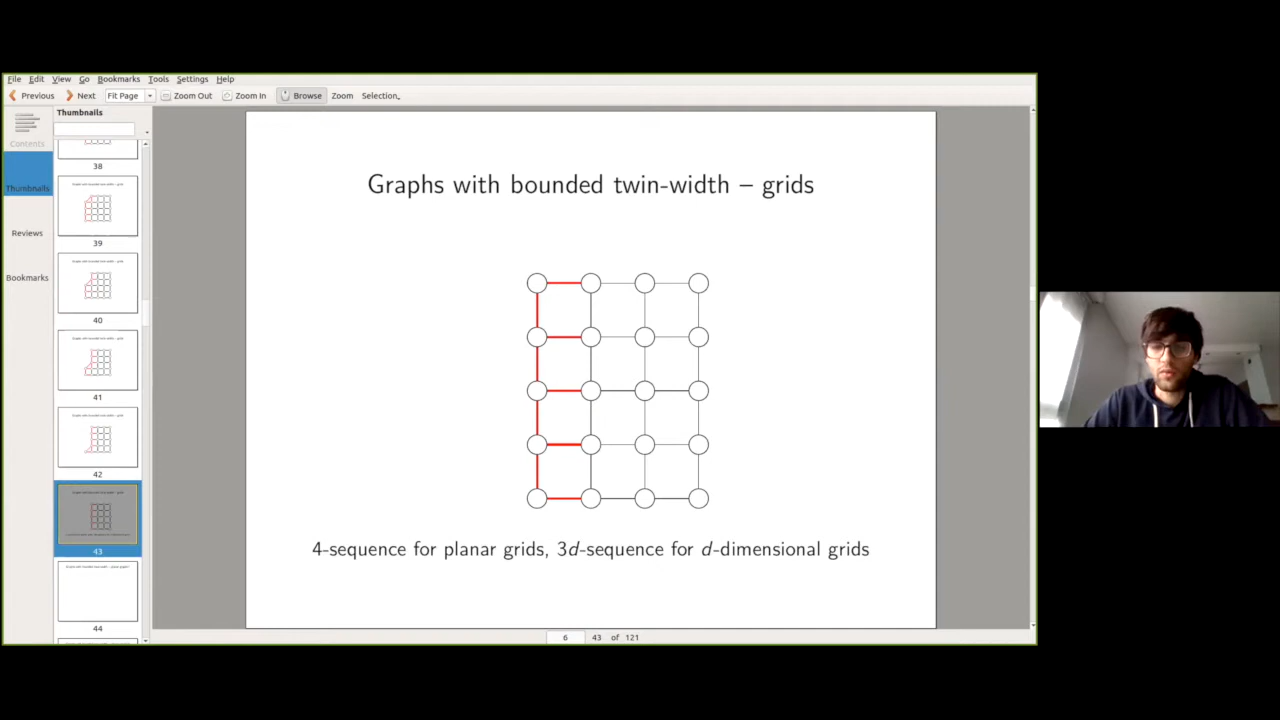 File Edit View Go Bookmarks Tools Settings Help
Previous Next Fit Page Zoom Out Zoom In Browse Zoom Selection
Thumbnails
Contents
Thumbnails
Reviews
Bookmarks
38
39
40
41
42
43
44
Graphs with bounded twin-width – grids
4-sequence for planar grids, 3d-sequence for d-dimensional grids
6 43 of 121